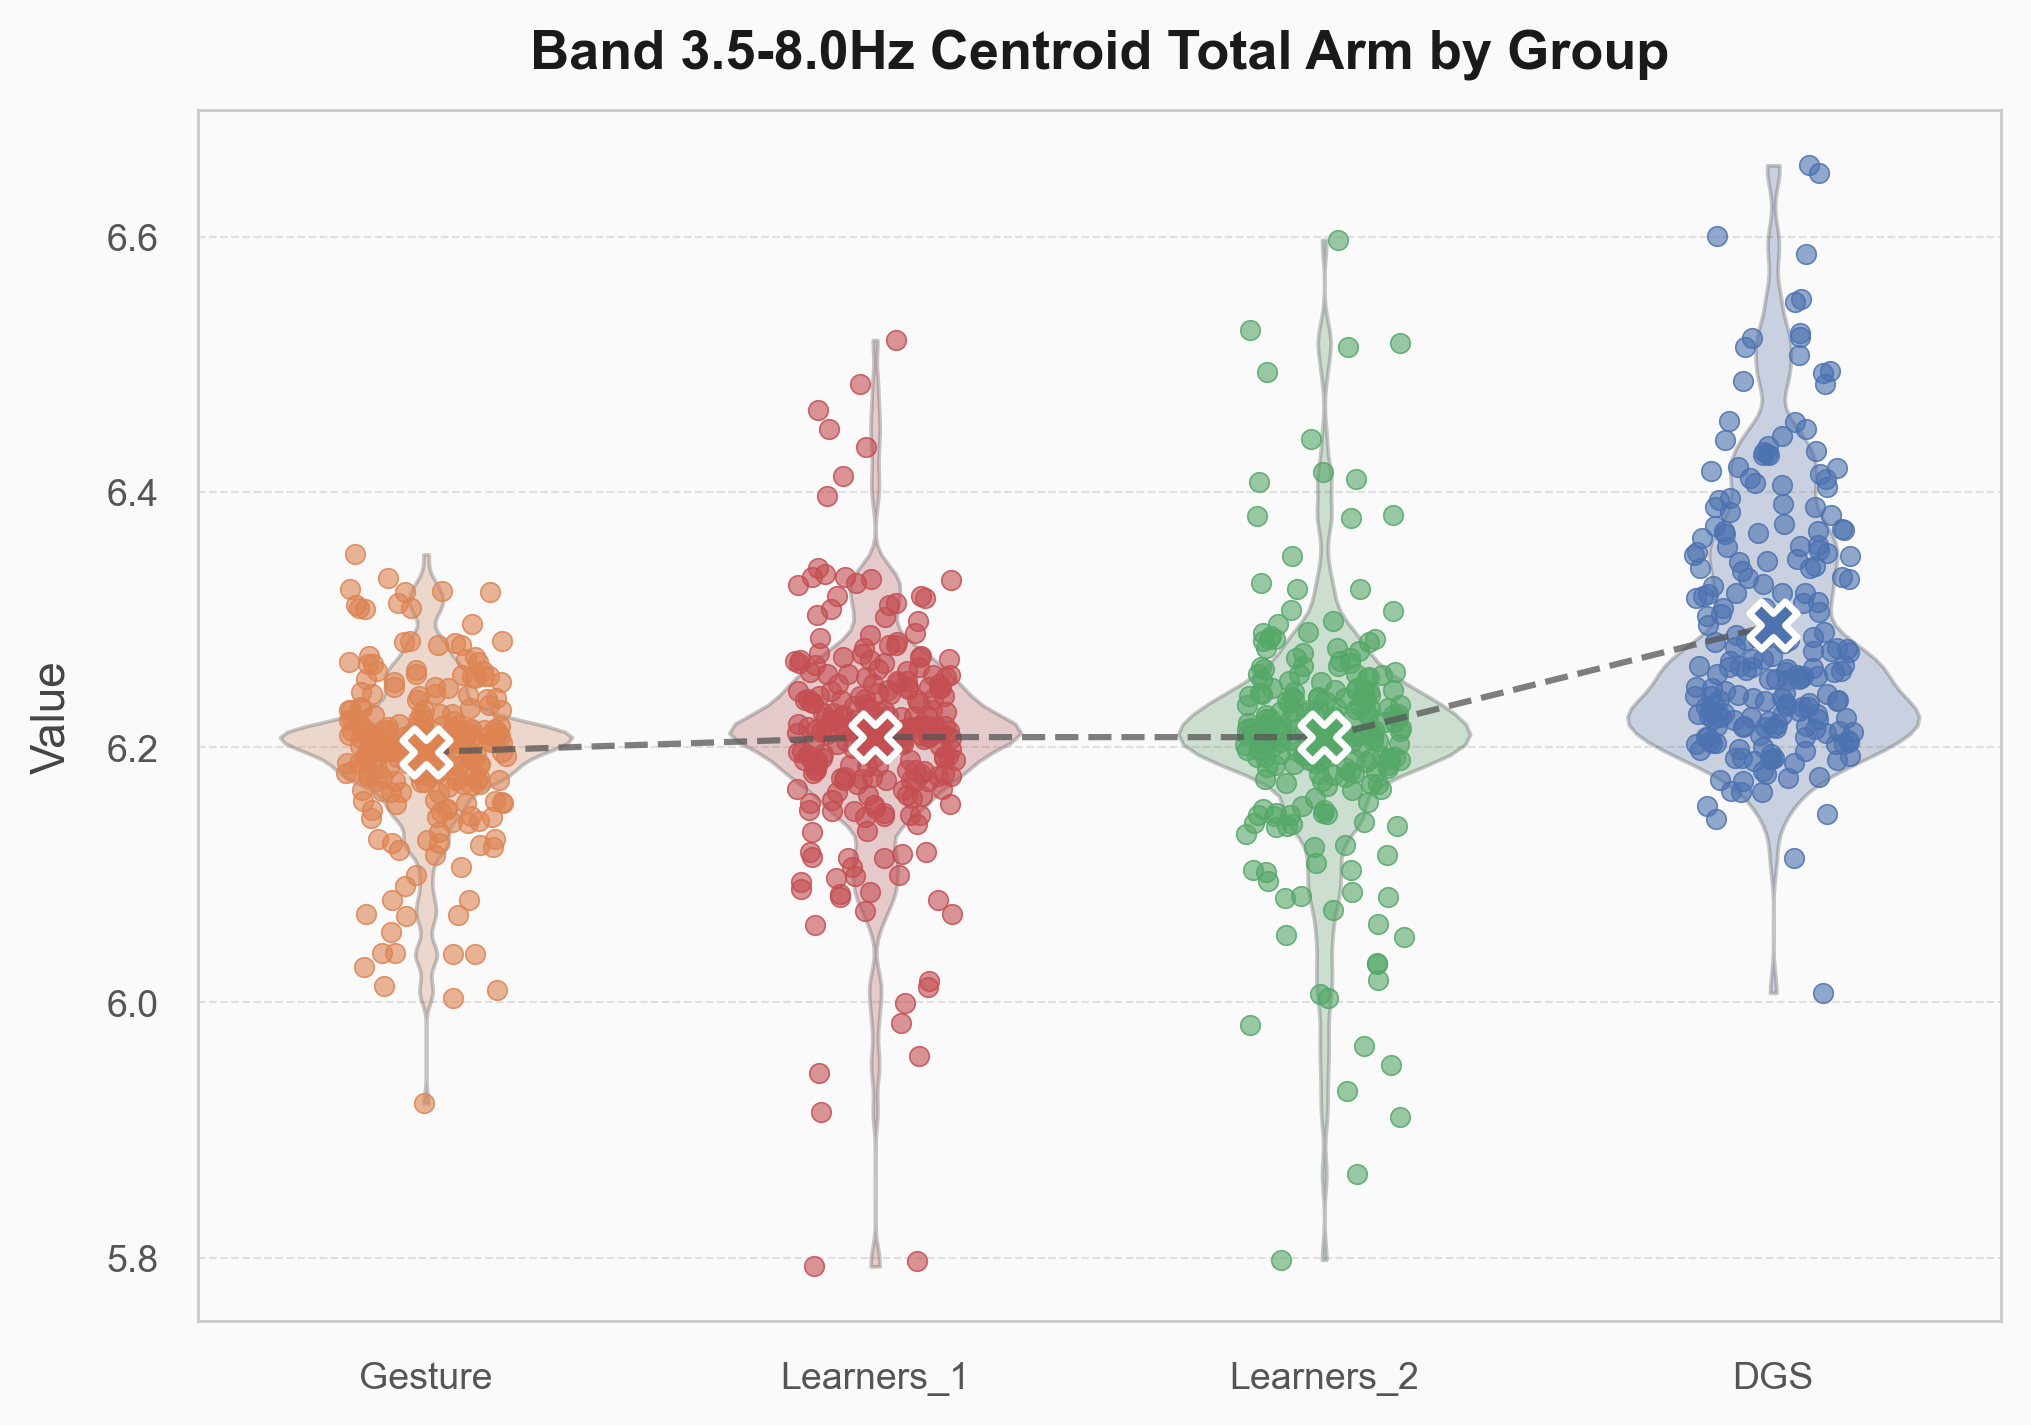 Band 3.5-8.0Hz Centroid Total Arm by Group
Value
6.6
6.4
6.2
6.0
5.8
Gesture
Learners_1
Learners_2
DGS